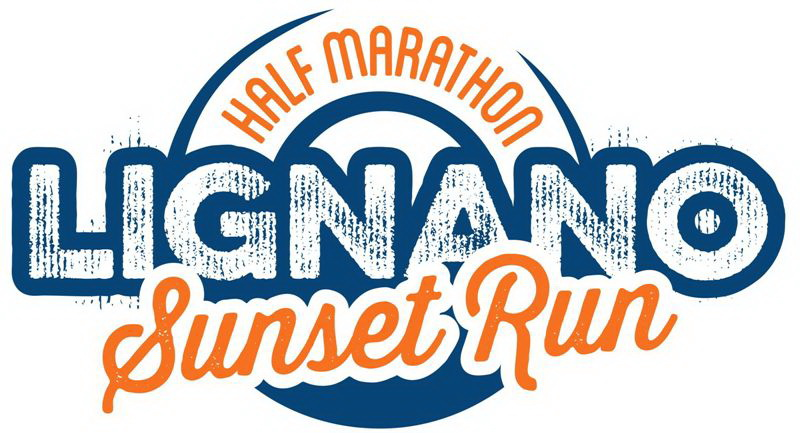 HALF MARATHON
LIGNANO
Sunset Run